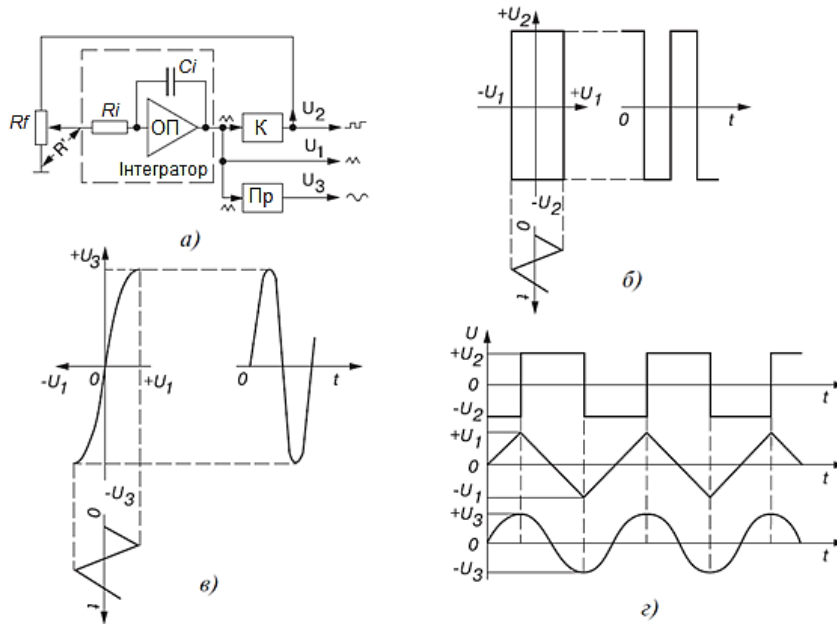 Rf
R'
Ri
Ci
ОП
Інтегратор
К
Пр
U2
U1
U3
а)
+U2
-U1
+U1
0
t
-U2
0
t
б)
+U3
-U1
0
+U1
0
t
-U3
0
t
в)
U
+U2
0
t
-U2
+U1
0
t
-U1
+U3
0
t
-U3
г)